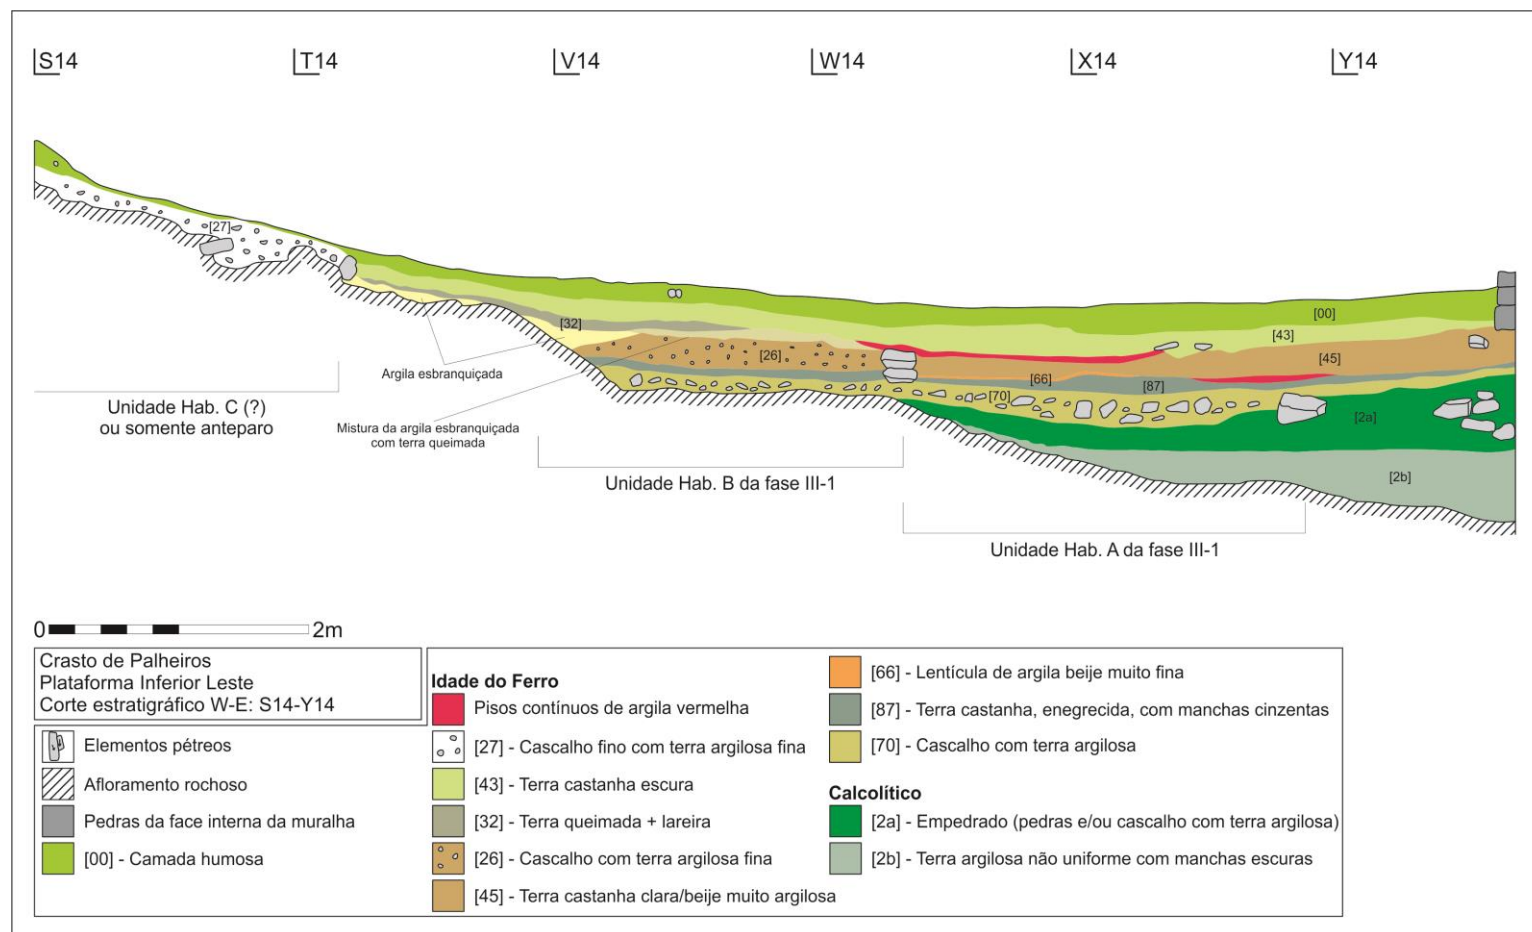 S14
T14
V14
W14
X14
Y14
[27]
[32]
[26]
[66]
[70]
[87]
[00]
[43]
[45]
[2a]
[2b]
Argila esbranquiçada
Mistura da argila esbranquiçada
com terra queimada
Unidade Hab. C (?)
ou somente anteparo
Unidade Hab. B da fase III-1
Unidade Hab. A da fase III-1
0
2m
Crasto de Palheiros
Plataforma Inferior Leste
Corte estratigráfico W-E: S14-Y14
Elementos pétreos
Afloramento rochoso
Pedras da face interna da muralha
[00] - Camada humosa
Idade do Ferro
Pisos contínuos de argila vermelha
[27] - Cascalho fino com terra argilosa fina
[43] - Terra castanha escura
[32] - Terra queimada + lareira
[26] - Cascalho com terra argilosa fina
[45] - Terra castanha clara/beije muito argilosa
[66] - Lentícula de argila beije muito fina
[87] - Terra castanha, enegrecida, com manchas cinzentas
[70] - Cascalho com terra argilosa
Calcolítico
[2a] - Empedrado (pedras e/ou cascalho com terra argilosa)
[2b] - Terra argilosa não uniforme com manchas escuras